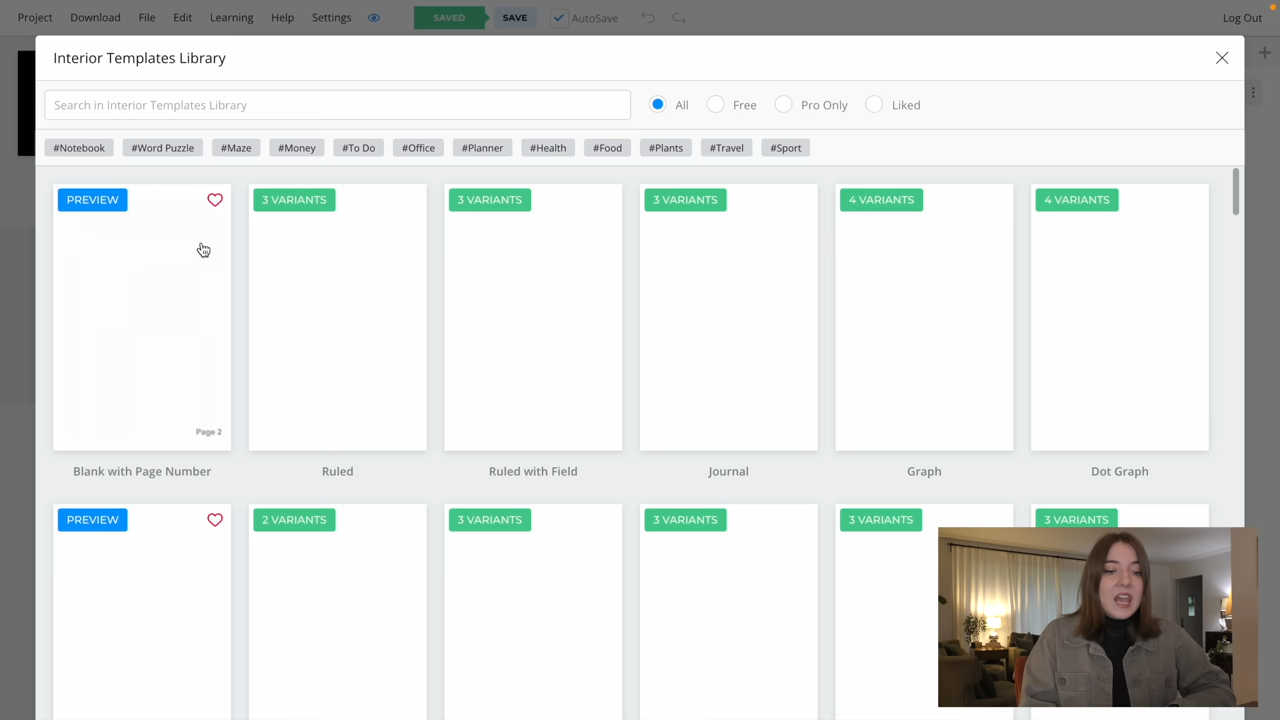 Project Download File Edit Learning Help Settings SAVED SAVE AutoSave Log Out
Interior Templates Library
Search in Interior Templates Library All Free Pro Only Liked
#Notebook #Word Puzzle #Maze #Money #To Do #Office #Planner #Health #Food #Plants #Travel #Sport
PREVIEW 3 VARIANTS 3 VARIANTS 3 VARIANTS 4 VARIANTS 4 VARIANTS
Page 2
Blank with Page Number Ruled Ruled with Field Journal Graph Dot Graph
PREVIEW 2 VARIANTS 3 VARIANTS 3 VARIANTS 3 VARIANTS 3 VARIANTS